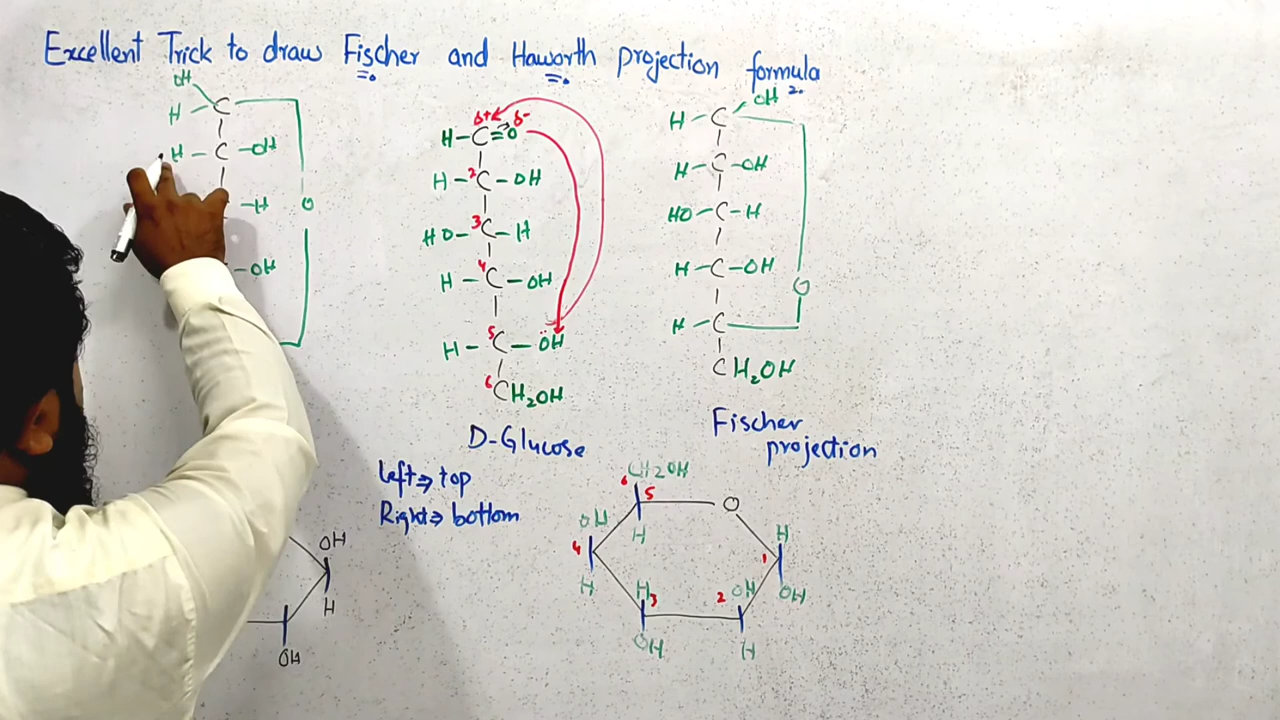 Excellent Trick to draw Fischer and Haworth projection formula
OH
H C
H - C - OH
- H
O
- OH
δ+ δ-
H - C = O
H - 2 C - OH
HO - 3 C - H
4
H - C - OH
H - 5 C - OH
6 CH2OH
D-Glucose
H - C OH
H - C - OH
HO - C - H
H - C - OH
O
H - C
CH2OH
Fischer
projection
Left ⇒ top
Right ⇒ bottom
OH
H
OH
6 CH2OH
5 O
OH H H
4 1
H H 3 2 OH OH
OH H